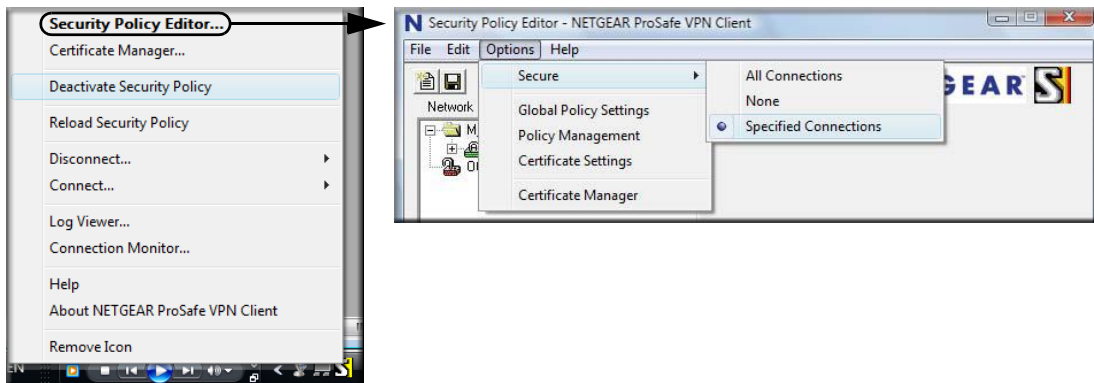 Security Policy Editor...
Certificate Manager...
Deactivate Security Policy
Reload Security Policy
Disconnect...
Connect...
Log Viewer...
Connection Monitor...
Help
About NETGEAR ProSafe VPN Client
Remove Icon
EN
N Security Policy Editor - NETGEAR ProSafe VPN Client
File Edit Options Help
Secure
Global Policy Settings
Policy Management
Certificate Settings
Certificate Manager
All Connections
None
Specified Connections
GEAR S
Network
M